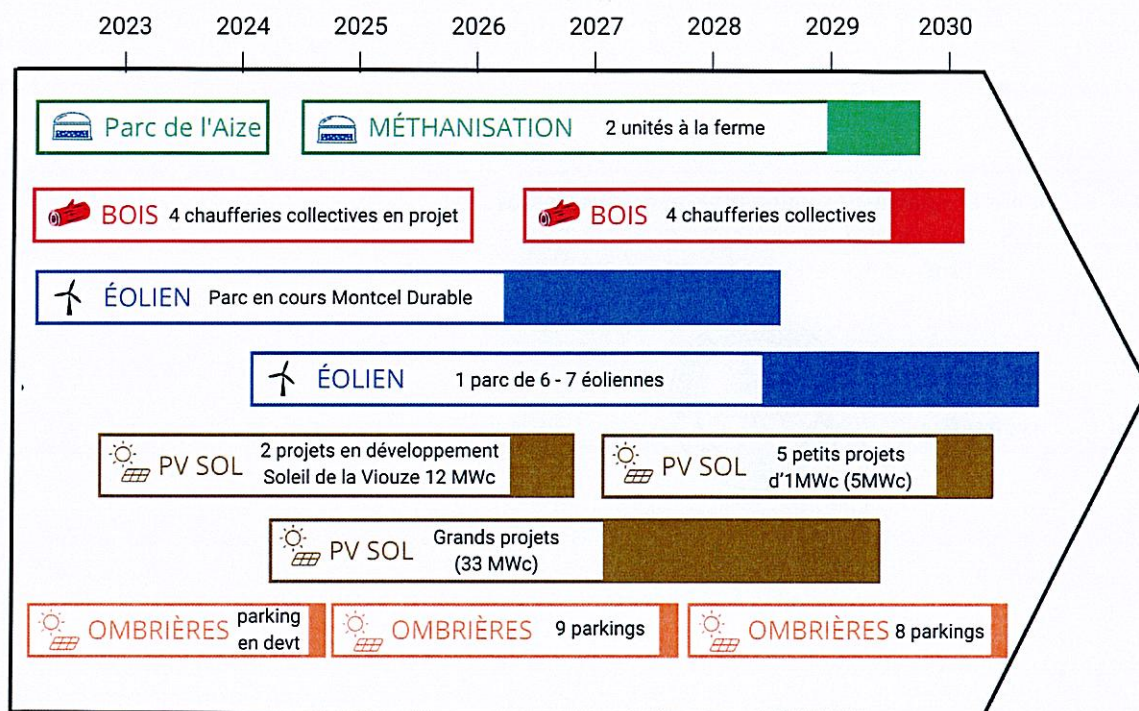 2023 2024 2025 2026 2027 2028 2029 2030
Parc de l'Aize
MÉTHANISATION 2 unités à la ferme
BOIS 4 chaufferies collectives en projet
BOIS 4 chaufferies collectives
ÉOLIEN Parc en cours Montcel Durable
ÉOLIEN 1 parc de 6 - 7 éoliennes
PV SOL
2 projets en développement
Soleil de la Viouze 12 MWc
PV SOL
5 petits projets
d'1MWc (5MWc)
PV SOL
Grands projets
(33 MWc)
OMBRIÈRES
parking
en devt
OMBRIÈRES 9 parkings
OMBRIÈRES 8 parkings